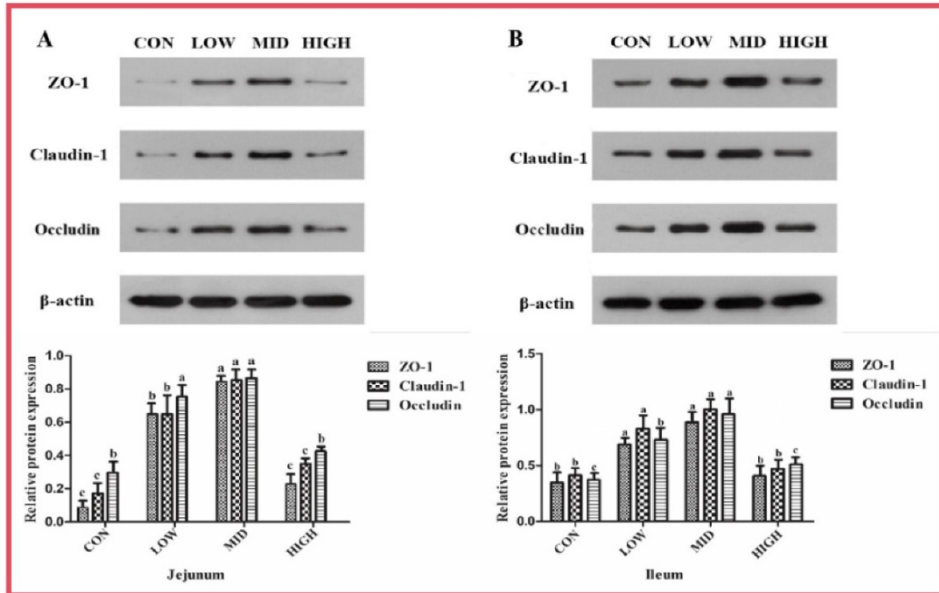 A
CON LOW MID HIGH
ZO-1
Claudin-1
Occludin
β-actin
Relative protein expression
1.0
0.8
0.6
0.4
0.2
0.0
c c b
b b a
a a a
c c b
ZO-1
Claudin-1
Occludin
CON LOW MID HIGH
Jejunum
B
CON LOW MID HIGH
ZO-1
Claudin-1
Occludin
β-actin
Relative protein expression
1.5
1.0
0.5
0.0
b b c
a a b
a a a
b b c
ZO-1
Claudin-1
Occludin
CON LOW MID HIGH
Ileum